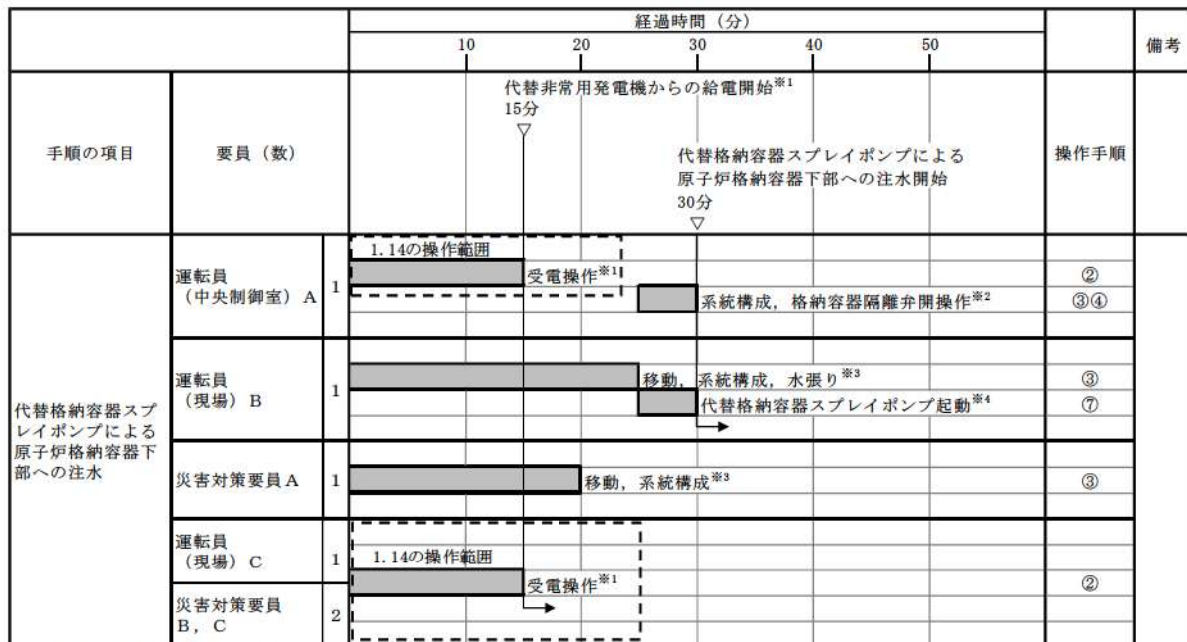 経過時間（分）
10 20 30 40 50
備考
手順の項目
要員（数）
操作手順
代替非常用発電機からの給電開始※1
15分
▽
代替格納容器スプレイポンプによる
原子炉格納容器下部への注水開始
30分
▽
代替格納容器スプ
レイポンプによる
原子炉格納容器下
部への注水
運転員
（中央制御室）A
1
1.14の操作範囲
受電操作※1
②
系統構成，格納容器隔離弁開操作※2
③④
運転員
（現場）B
1
移動，系統構成，水張り※3
③
代替格納容器スプレイポンプ起動※4
⑦
災害対策要員A
1
移動，系統構成※3
③
運転員
（現場）C
1
1.14の操作範囲
受電操作※1
②
災害対策要員
B，C
2